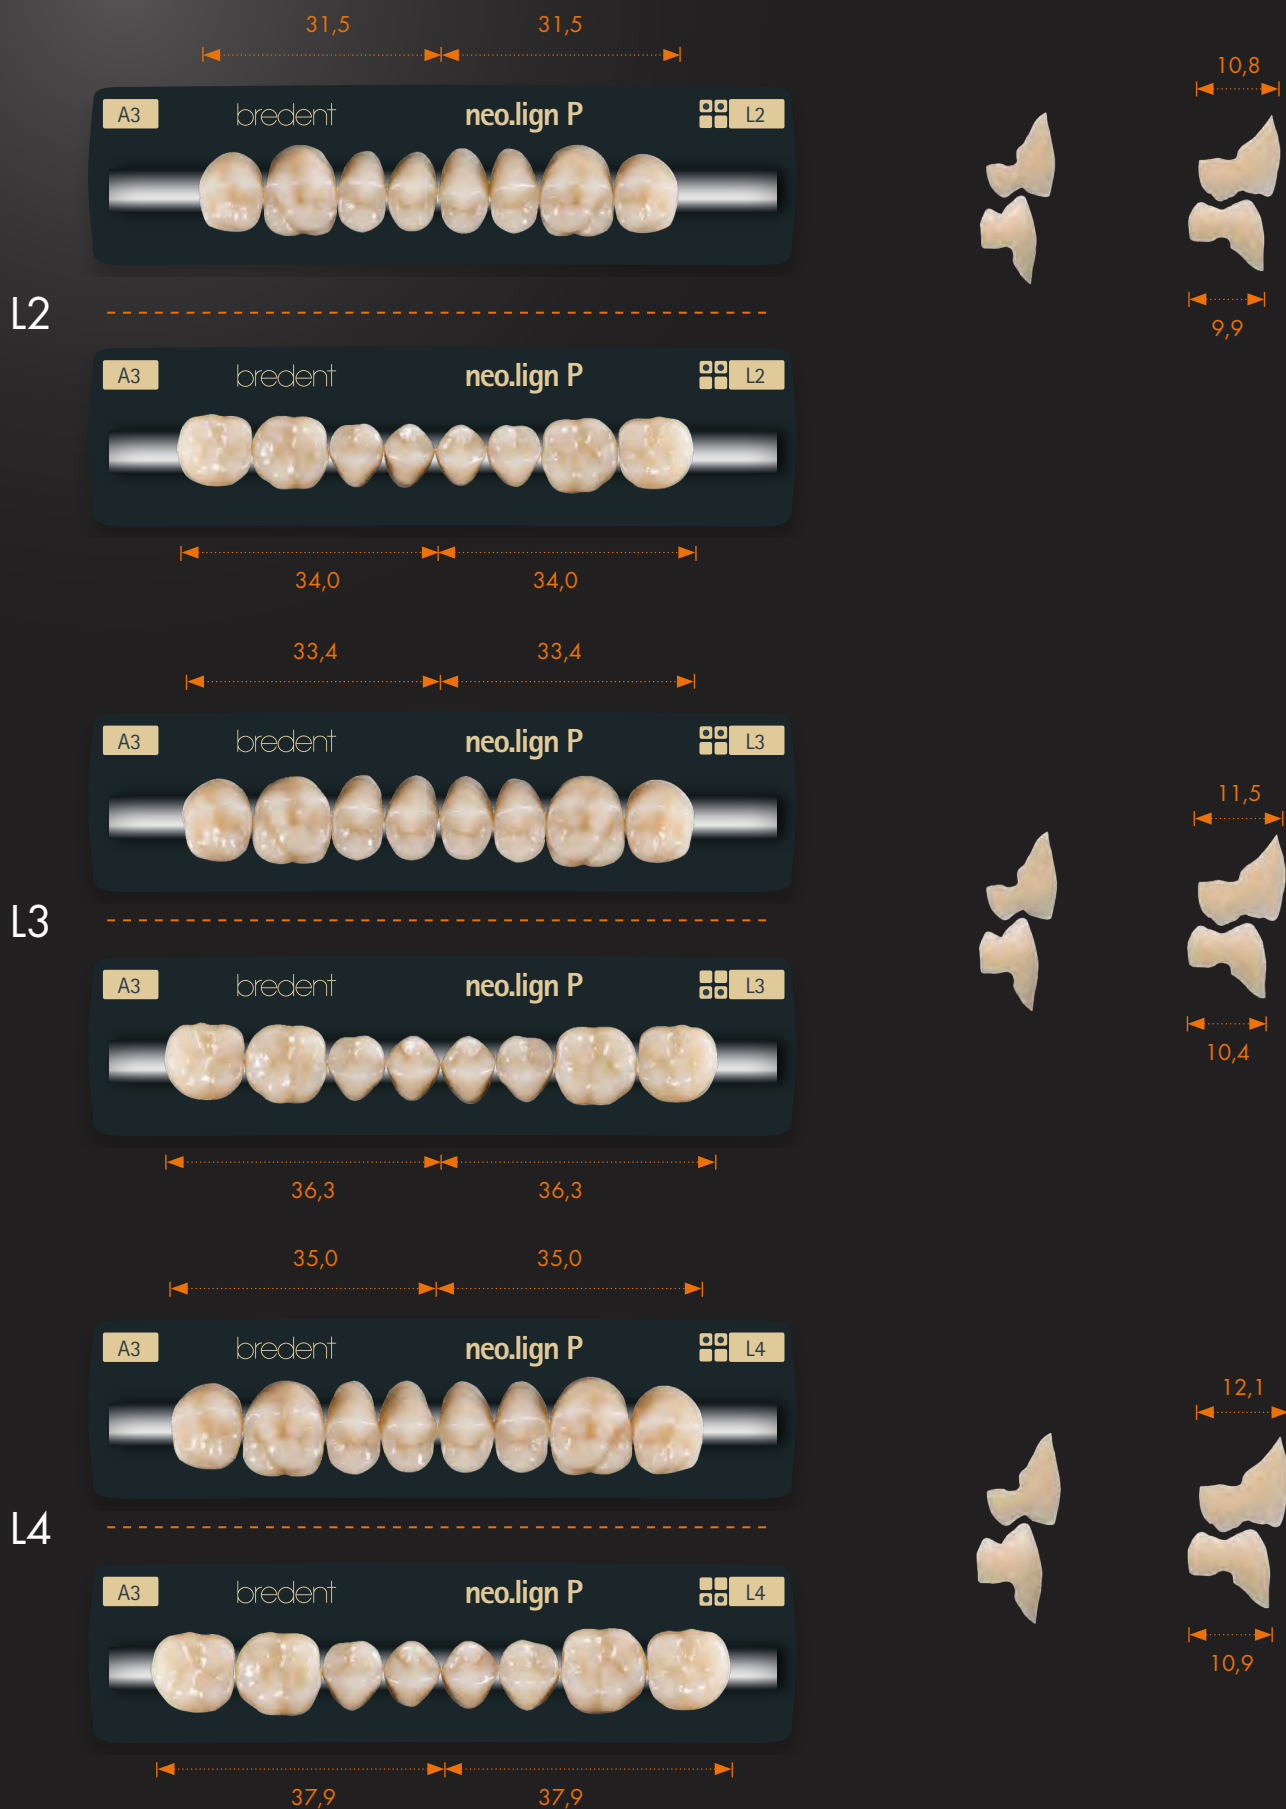 31,5 31,5
10,8
A3 bredent neo.lign P L2
L2
9,9
A3 bredent neo.lign P L2
34,0 34,0
33,4 33,4
A3 bredent neo.lign P L3
11,5
L3
A3 bredent neo.lign P L3
10,4
36,3 36,3
35,0 35,0
A3 bredent neo.lign P L4
12,1
L4
A3 bredent neo.lign P L4
10,9
37,9 37,9